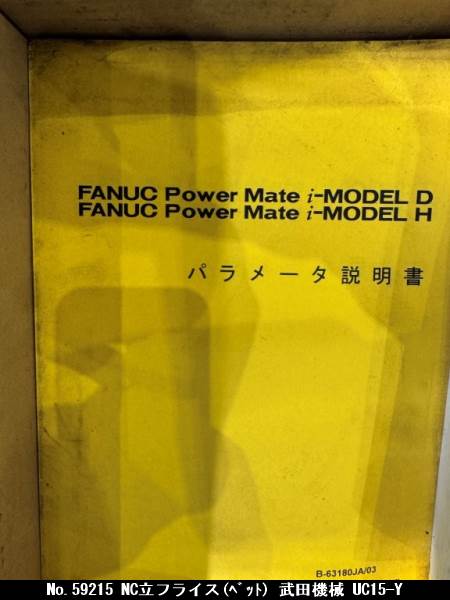 FANUC Power Mate i-MODEL D
FANUC Power Mate i-MODEL H
パラメータ説明書
B-63180JA/03
No.59215 NC立フライス(ﾍﾞｯﾄ) 武田機械 UC15-Y